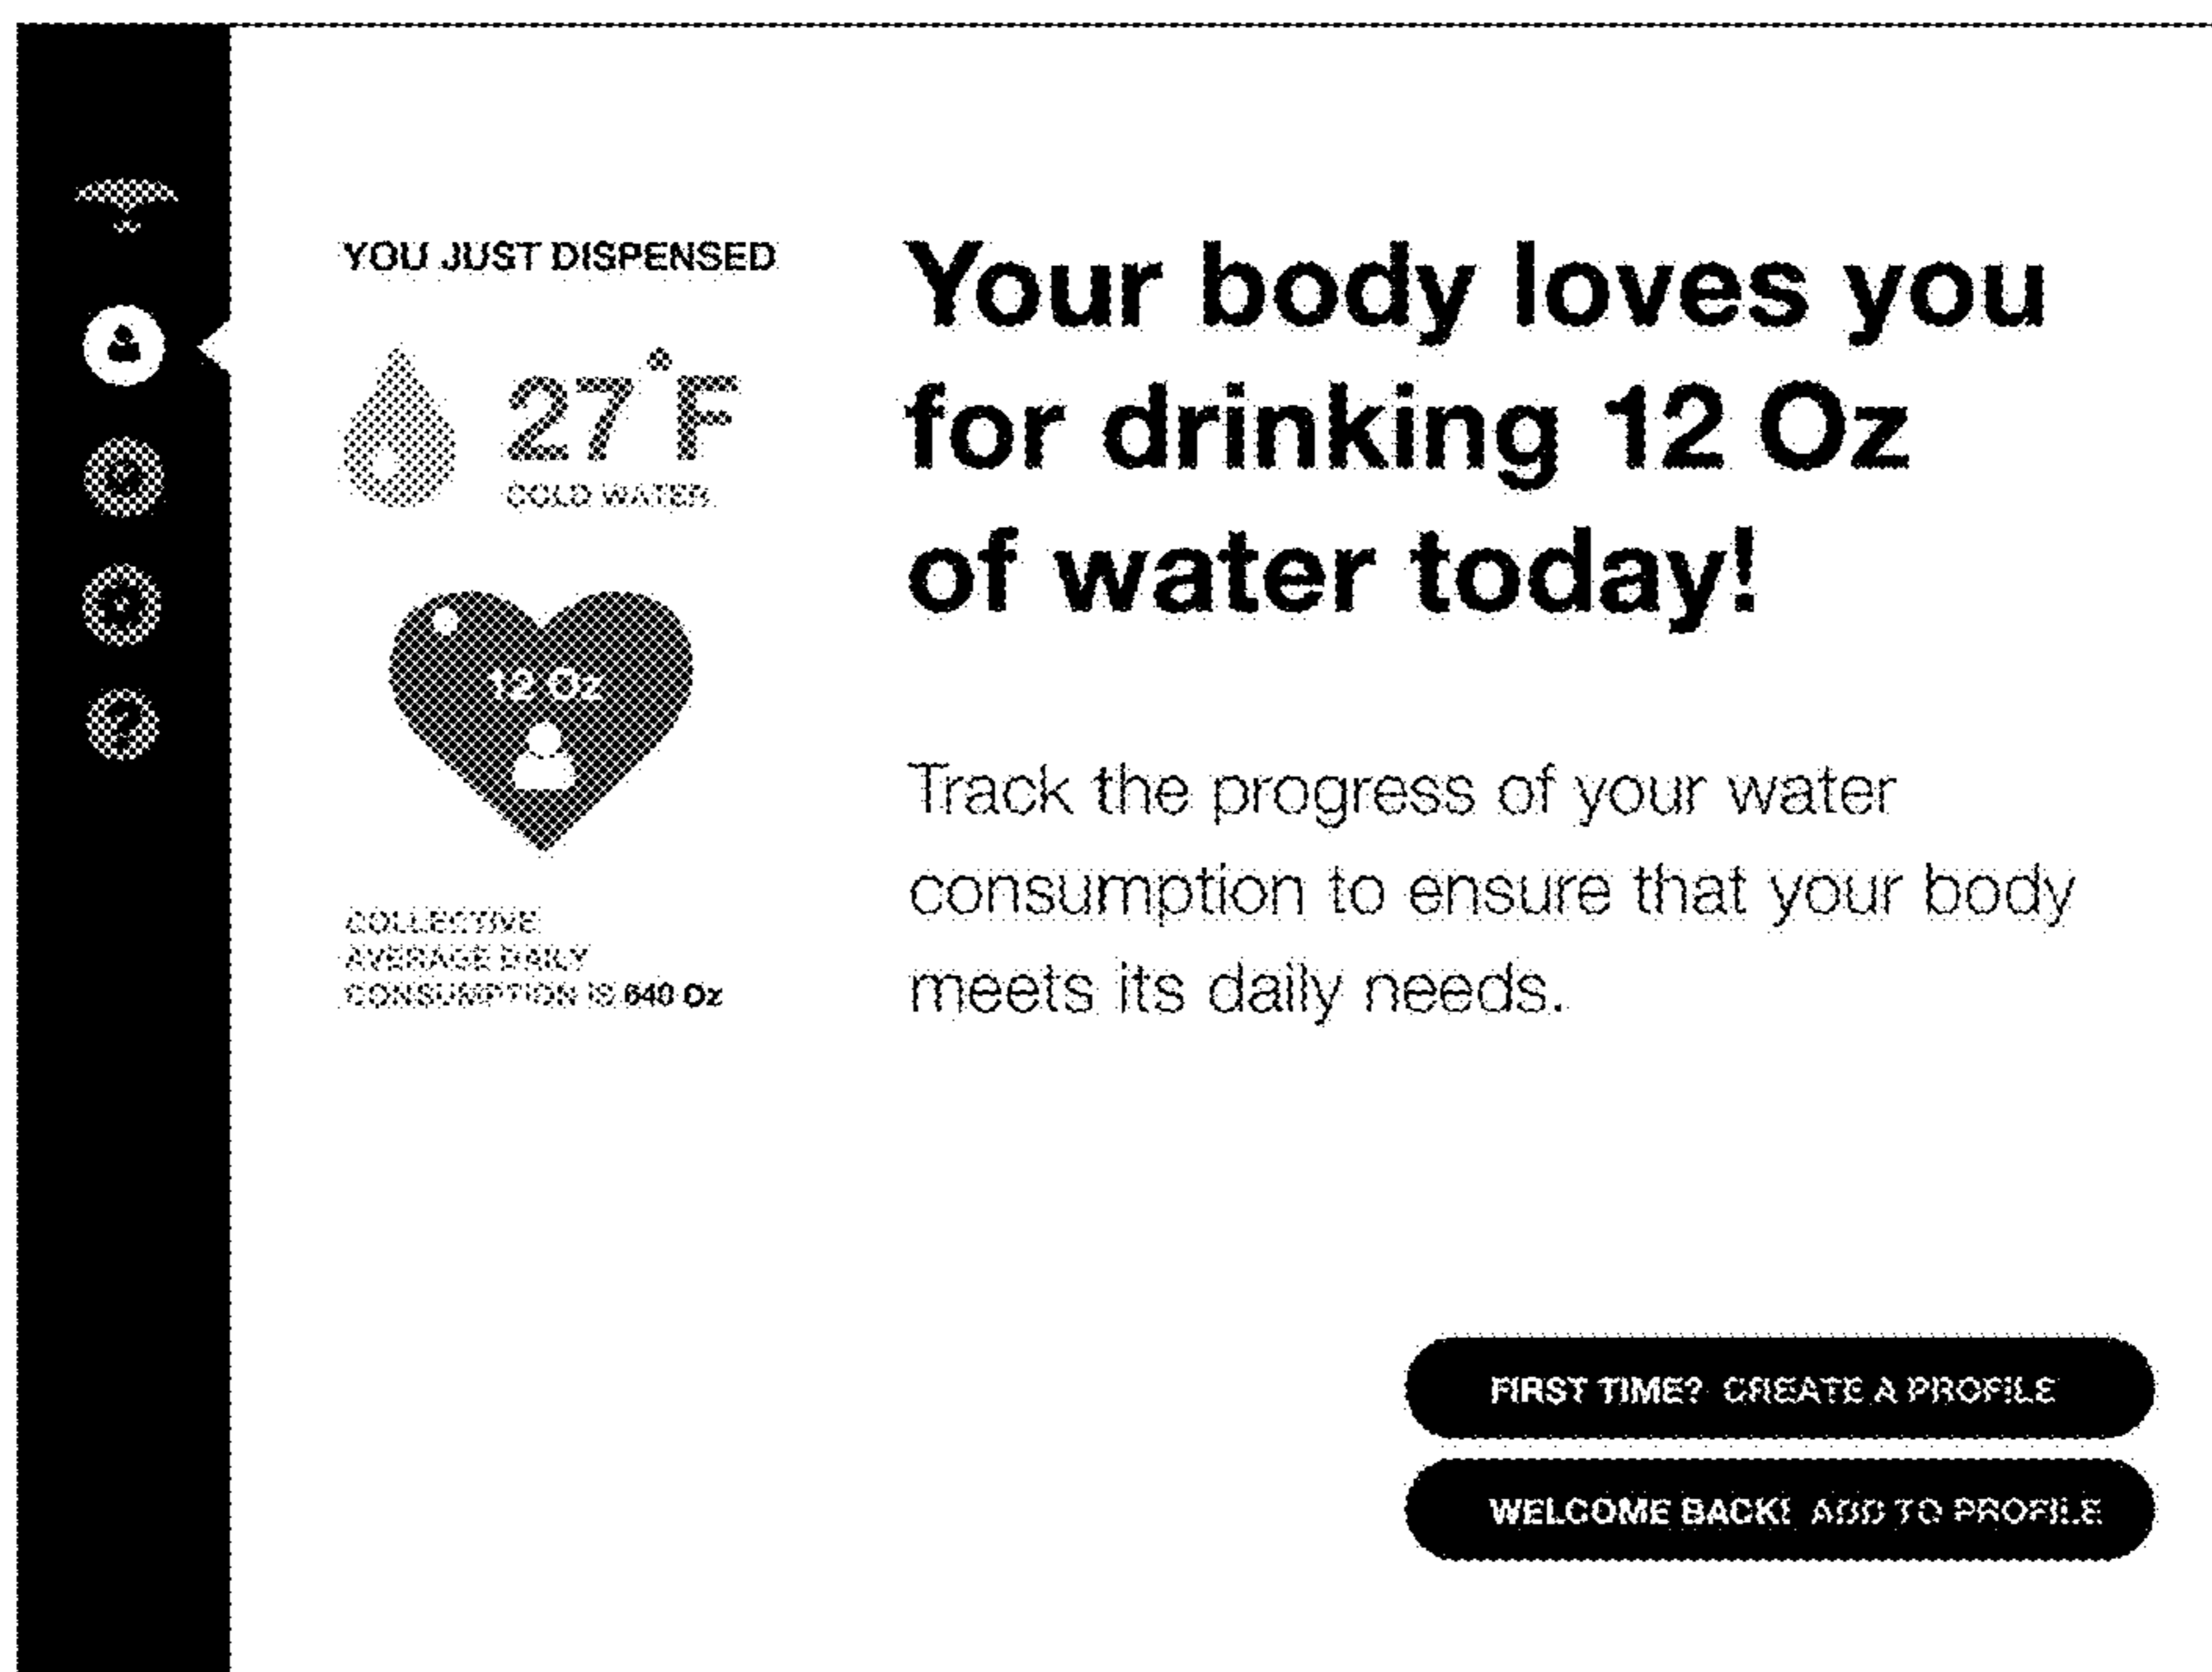 YOU JUST DISPENSED
27°F
COLD WATER
12 Oz
COLLECTIVE
AVERAGE DAILY
CONSUMPTION IS 640 Oz
Your body loves you
for drinking 12 Oz
of water today!
Track the progress of your water
consumption to ensure that your body
meets its daily needs.
FIRST TIME? CREATE A PROFILE
WELCOME BACK! ADD TO PROFILE